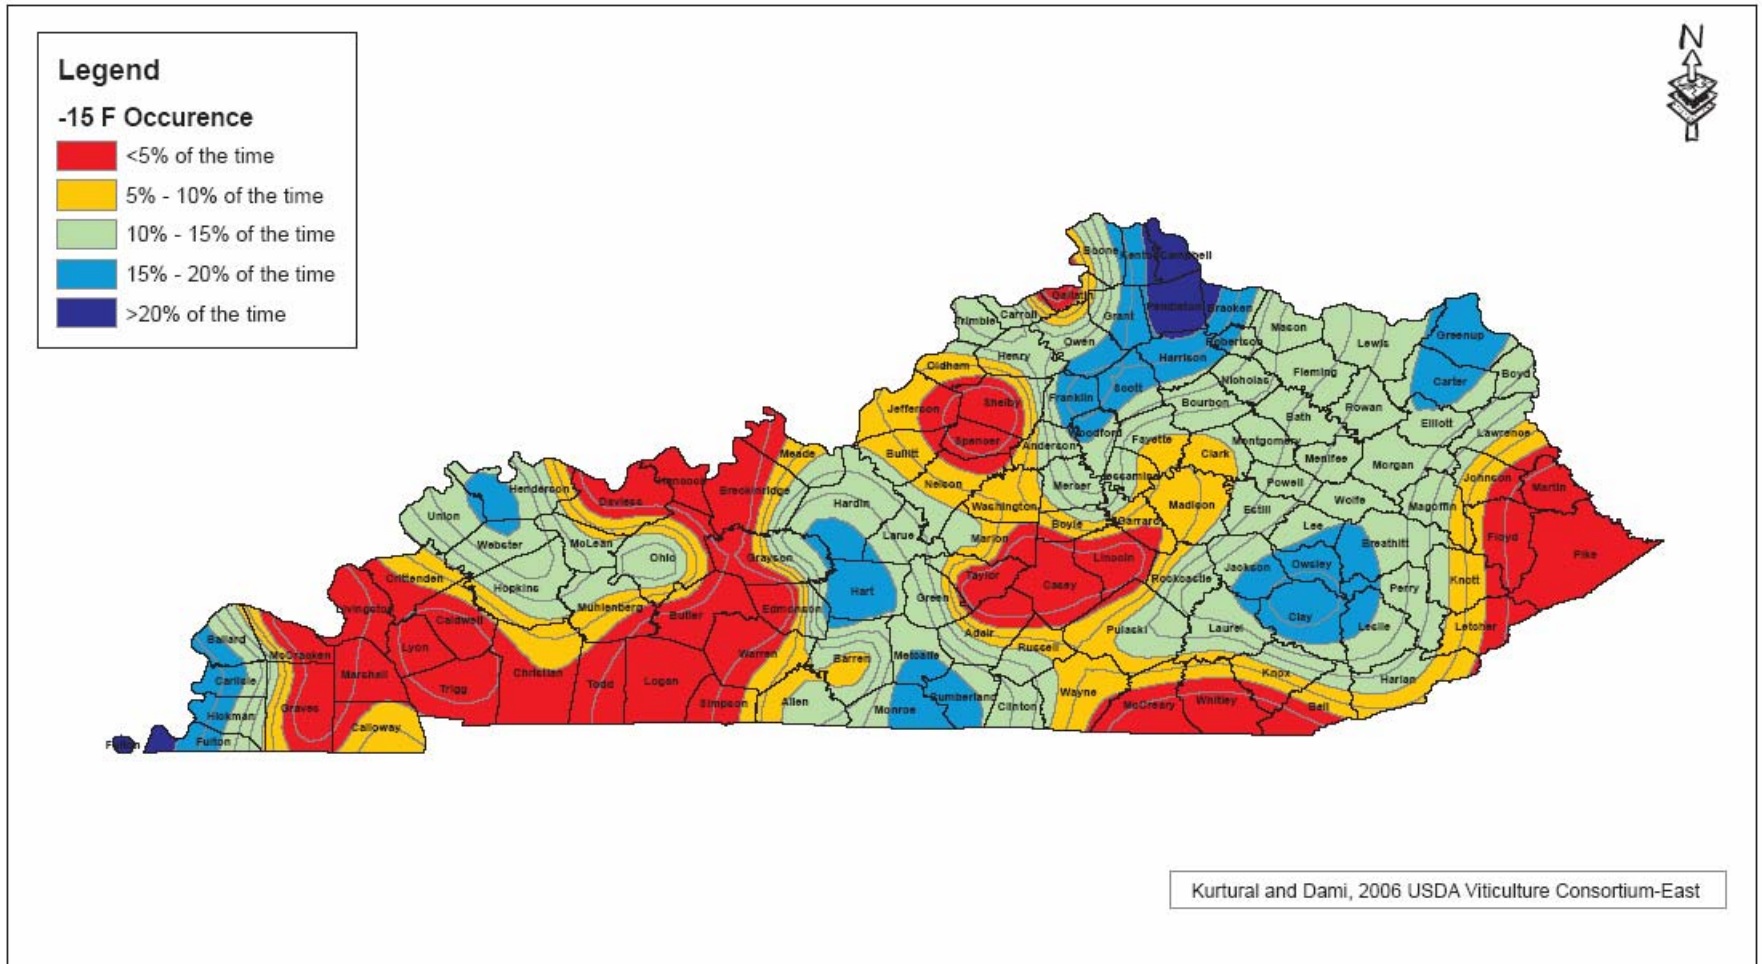 Legend
-15 F Occurence
<5% of the time
5% - 10% of the time
10% - 15% of the time
15% - 20% of the time
>20% of the time
N
Boone
Campbell
Gallatin
Pendleton
Bracken
Trimble
Carroll
Grant
Mason
Owen
Robertson
Lewis
Greenup
Henry
Harrison
Oldham
Fleming
Nicholas
Carter
Boyd
Scott
Shelby
Franklin
Jefferson
Bourbon
Rowan
Bath
Elliott
Woodford
Lawrence
Spencer
Anderson
Fayette
Montgomery
Meade
Bullitt
Clark
Menifee
Morgan
Johnson
Martin
Nelson
Powell
Mercer
Breckinridge
Henderson
Daviess
Hardin
Washington
Madison
Wolfe
Magoffin
Estill
Union
Boyle
Garrard
Lee
Larue
Marion
Floyd
Webster
McLean
Breathitt
Pike
Ohio
Grayson
Lincoln
Jackson
Owsley
Taylor
Casey
Rockcastle
Crittenden
Knott
Hopkins
Hart
Perry
Green
Livingston
Muhlenberg
Edmonson
Butler
Caldwell
Clay
Leslie
Letcher
Laurel
Pulaski
Adair
Ballard
Lyon
Russell
McCracken
Warren
Barren
Metcalfe
Marshall
Christian
Knox
Carlisle
Todd
Logan
Harlan
Trigg
Wayne
Cumberland
Whitley
Allen
Simpson
McCreary
Bell
Graves
Monroe
Clinton
Hickman
Calloway
Fulton
Fulton
Kurtural and Dami, 2006 USDA Viticulture Consortium-East